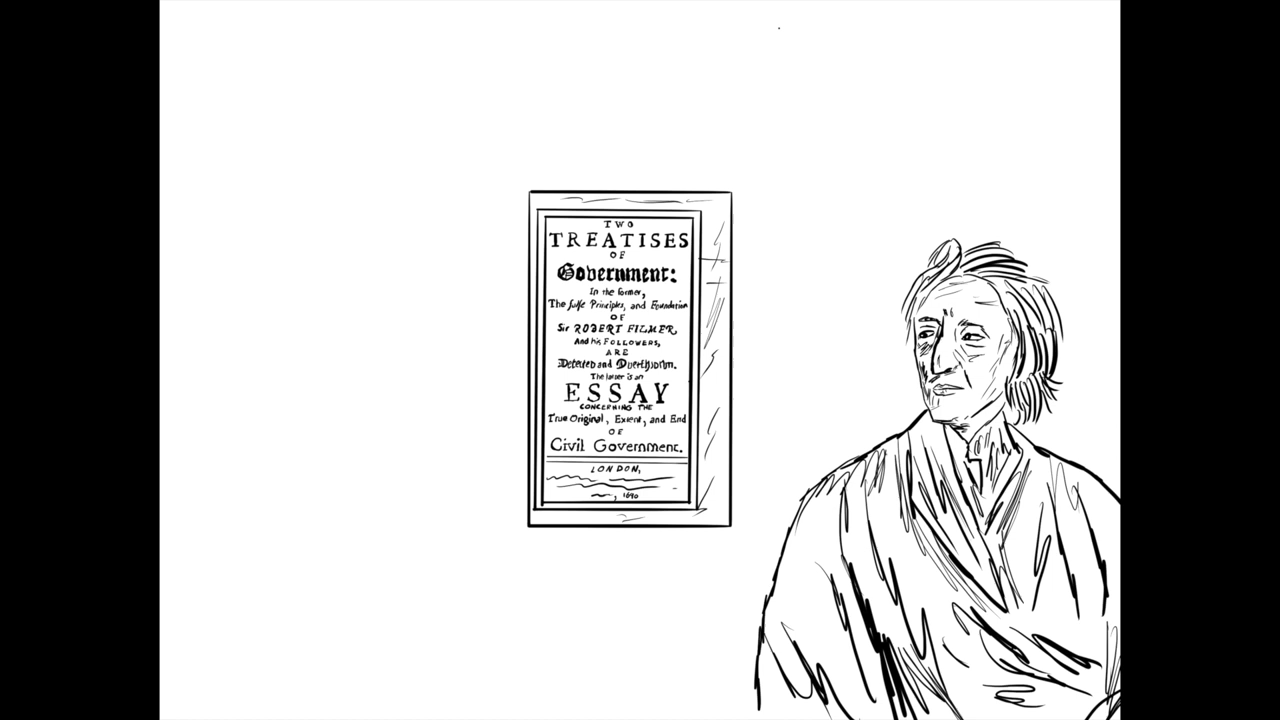 TWO
TREATISES
OF
Government:
In the former,
The false Principles, and Foundation
OF
Sir ROBERT FILMER,
And his FOLLOWERS,
ARE
Detected and Overthrown.
The latter is an
ESSAY
CONCERNING THE
True Original, Extent, and End
OF
Civil Government.
LONDON,
, 1690